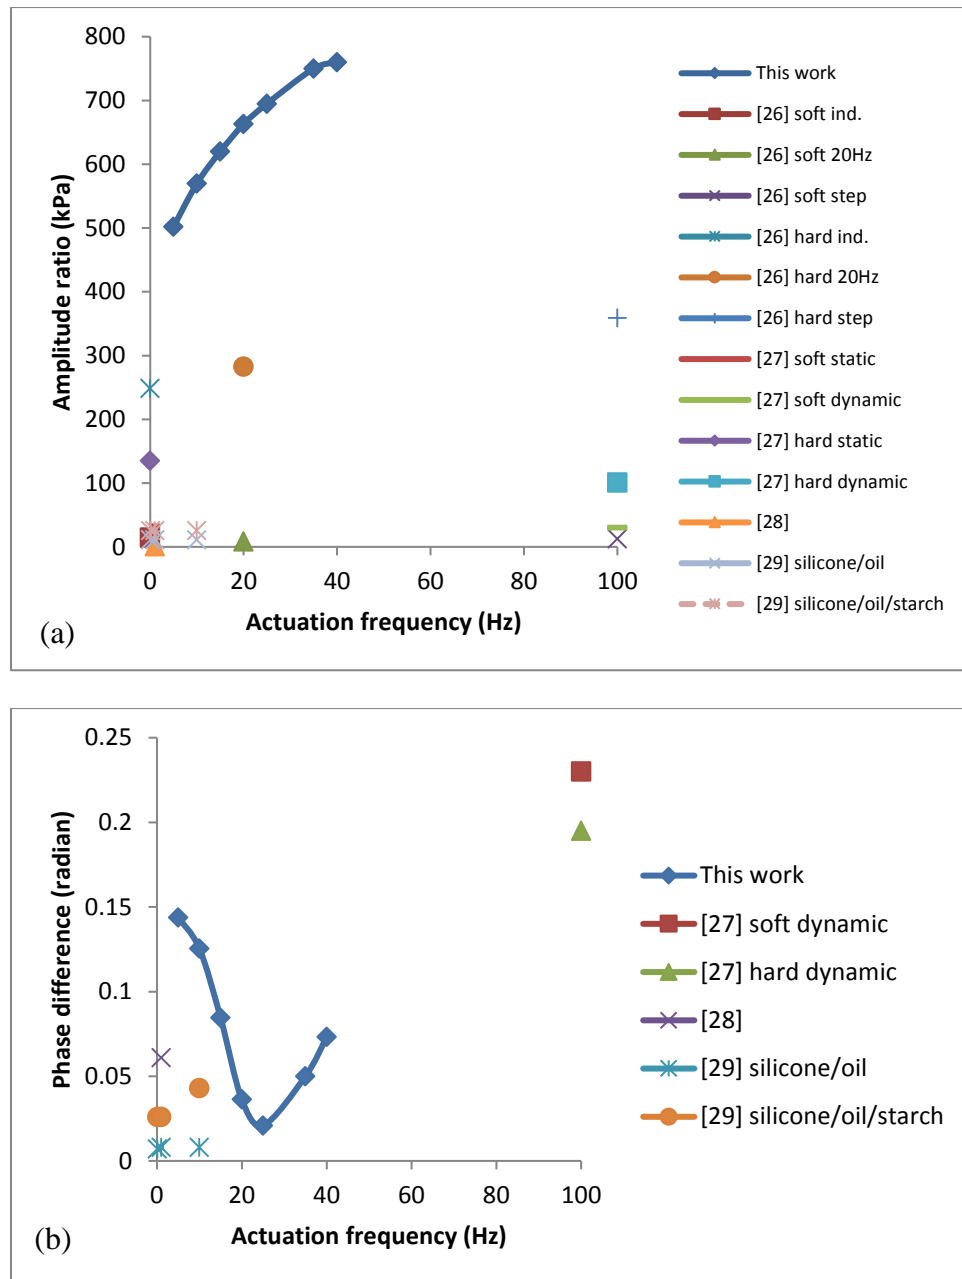 800
700
600
500
400
300
200
100
0
Amplitude ratio (kPa)
0 20 40 60 80 100
Actuation frequency (Hz)
(a)
This work
[26] soft ind.
[26] soft 20Hz
[26] soft step
[26] hard ind.
[26] hard 20Hz
[26] hard step
[27] soft static
[27] soft dynamic
[27] hard static
[27] hard dynamic
[28]
[29] silicone/oil
[29] silicone/oil/starch
0.25
0.2
0.15
0.1
0.05
0
Phase difference (radian)
0 20 40 60 80 100
Actuation frequency (Hz)
(b)
This work
[27] soft dynamic
[27] hard dynamic
[28]
[29] silicone/oil
[29] silicone/oil/starch